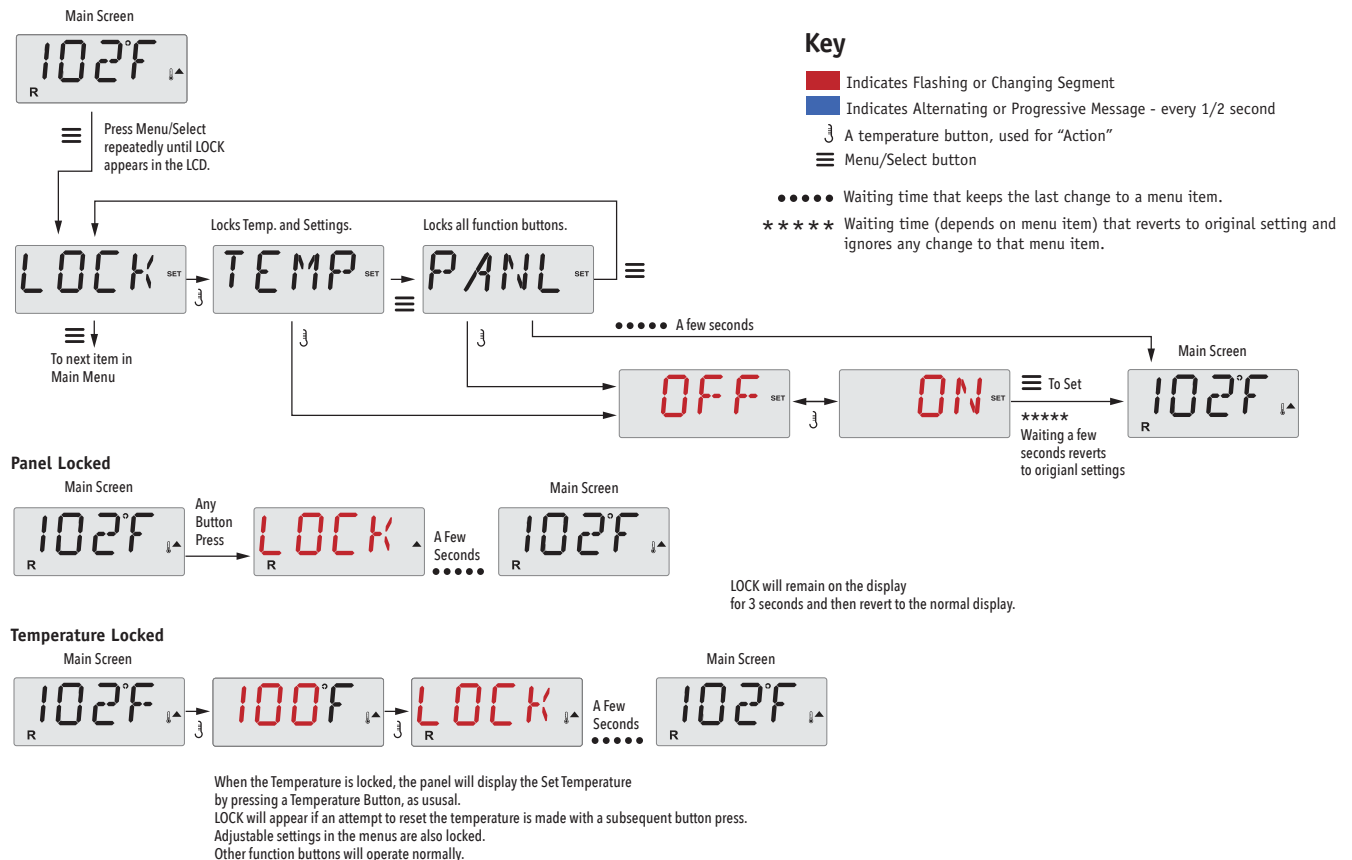 Main Screen
102°F
R
Press Menu/Select
repeatedly until LOCK
appears in the LCD.
Key
Indicates Flashing or Changing Segment
Indicates Alternating or Progressive Message - every 1/2 second
A temperature button, used for “Action”
Menu/Select button
Waiting time that keeps the last change to a menu item.
***** Waiting time (depends on menu item) that reverts to original setting and
ignores any change to that menu item.
Locks Temp. and Settings.
Locks all function buttons.
LOCK SET
TEMP SET
PANL SET
To next item in
Main Menu
A few seconds
OFF SET
ON SET
To Set
*****
Waiting a few
seconds reverts
to origianl settings
Main Screen
102°F
R
Panel Locked
Main Screen
102°F
R
Any
Button
Press
LOCK
R
A Few
Seconds
Main Screen
102°F
R
LOCK will remain on the display
for 3 seconds and then revert to the normal display.
Temperature Locked
Main Screen
102°F
R
100°F
LOCK
R
A Few
Seconds
Main Screen
102°F
R
When the Temperature is locked, the panel will display the Set Temperature
by pressing a Temperature Button, as ususal.
LOCK will appear if an attempt to reset the temperature is made with a subsequent button press.
Adjustable settings in the menus are also locked.
Other function buttons will operate normally.